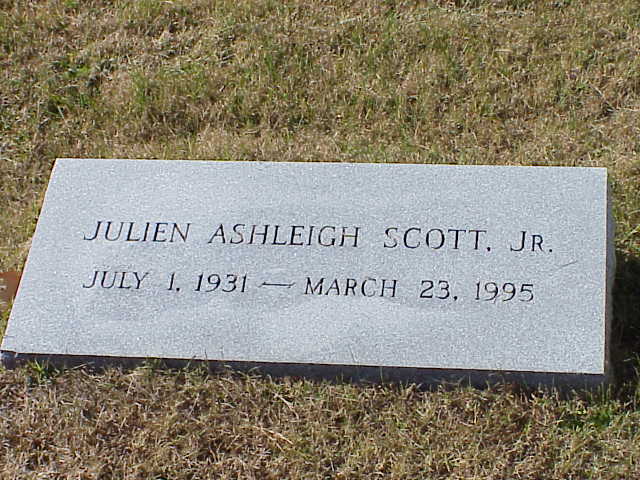 JULIEN ASHLEIGH SCOTT, JR.
JULY 1, 1931 — MARCH 23, 1995